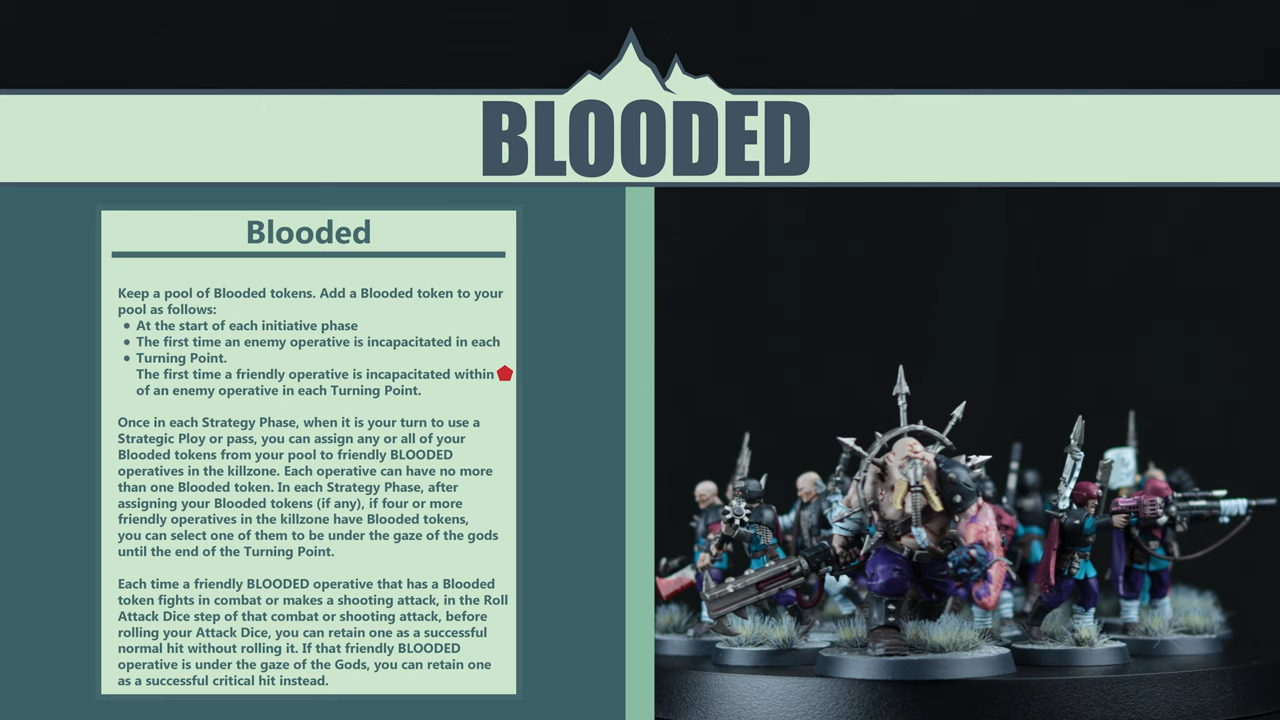 BLOODED
Blooded
Keep a pool of Blooded tokens. Add a Blooded token to your
pool as follows:
● At the start of each initiative phase
● The first time an enemy operative is incapacitated in each
● Turning Point.
The first time a friendly operative is incapacitated within
of an enemy operative in each Turning Point.
Once in each Strategy Phase, when it is your turn to use a
Strategic Ploy or pass, you can assign any or all of your
Blooded tokens from your pool to friendly BLOODED
operatives in the killzone. Each operative can have no more
than one Blooded token. In each Strategy Phase, after
assigning your Blooded tokens (if any), if four or more
friendly operatives in the killzone have Blooded tokens,
you can select one of them to be under the gaze of the gods
until the end of the Turning Point.
Each time a friendly BLOODED operative that has a Blooded
token fights in combat or makes a shooting attack, in the Roll
Attack Dice step of that combat or shooting attack, before
rolling your Attack Dice, you can retain one as a successful
normal hit without rolling it. If that friendly BLOODED
operative is under the gaze of the Gods, you can retain one
as a successful critical hit instead.